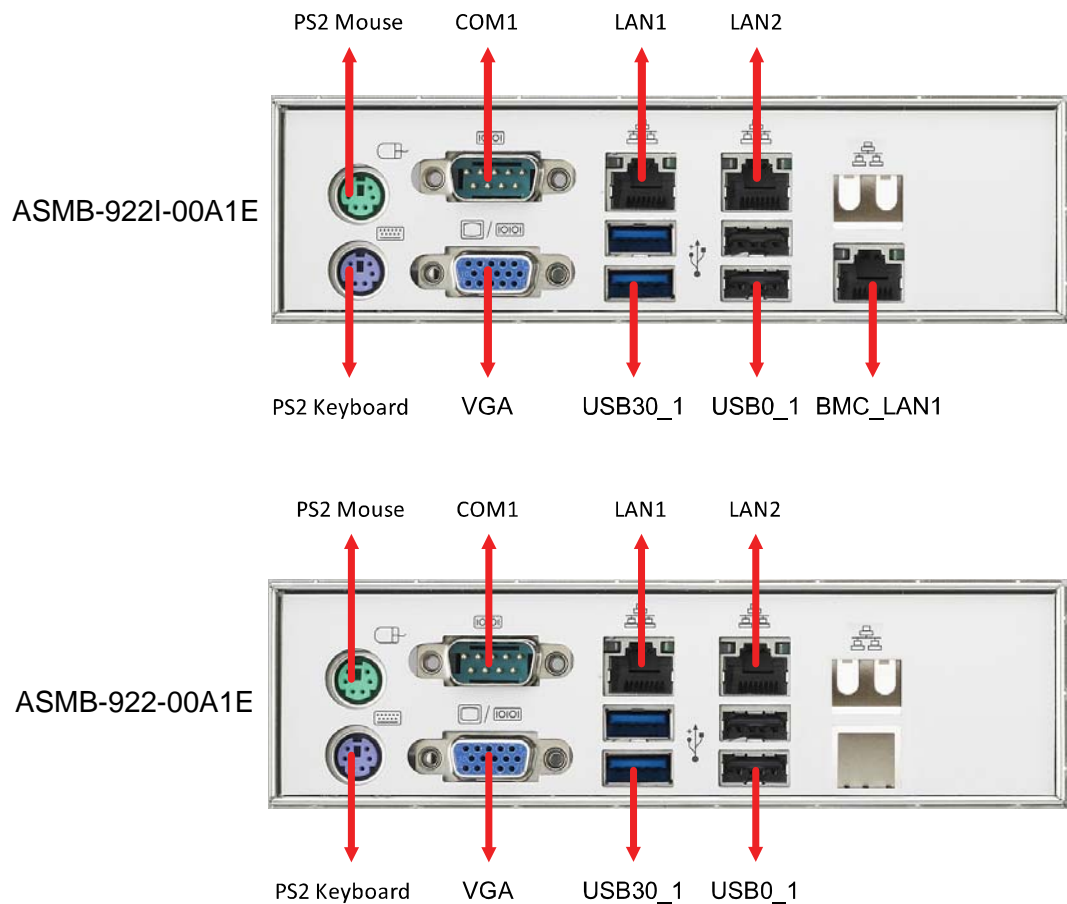 PS2 Mouse COM1 LAN1 LAN2
ASMB-922I-00A1E
PS2 Keyboard VGA USB30_1 USB0_1 BMC_LAN1
PS2 Mouse COM1 LAN1 LAN2
ASMB-922-00A1E
PS2 Keyboard VGA USB30_1 USB0_1